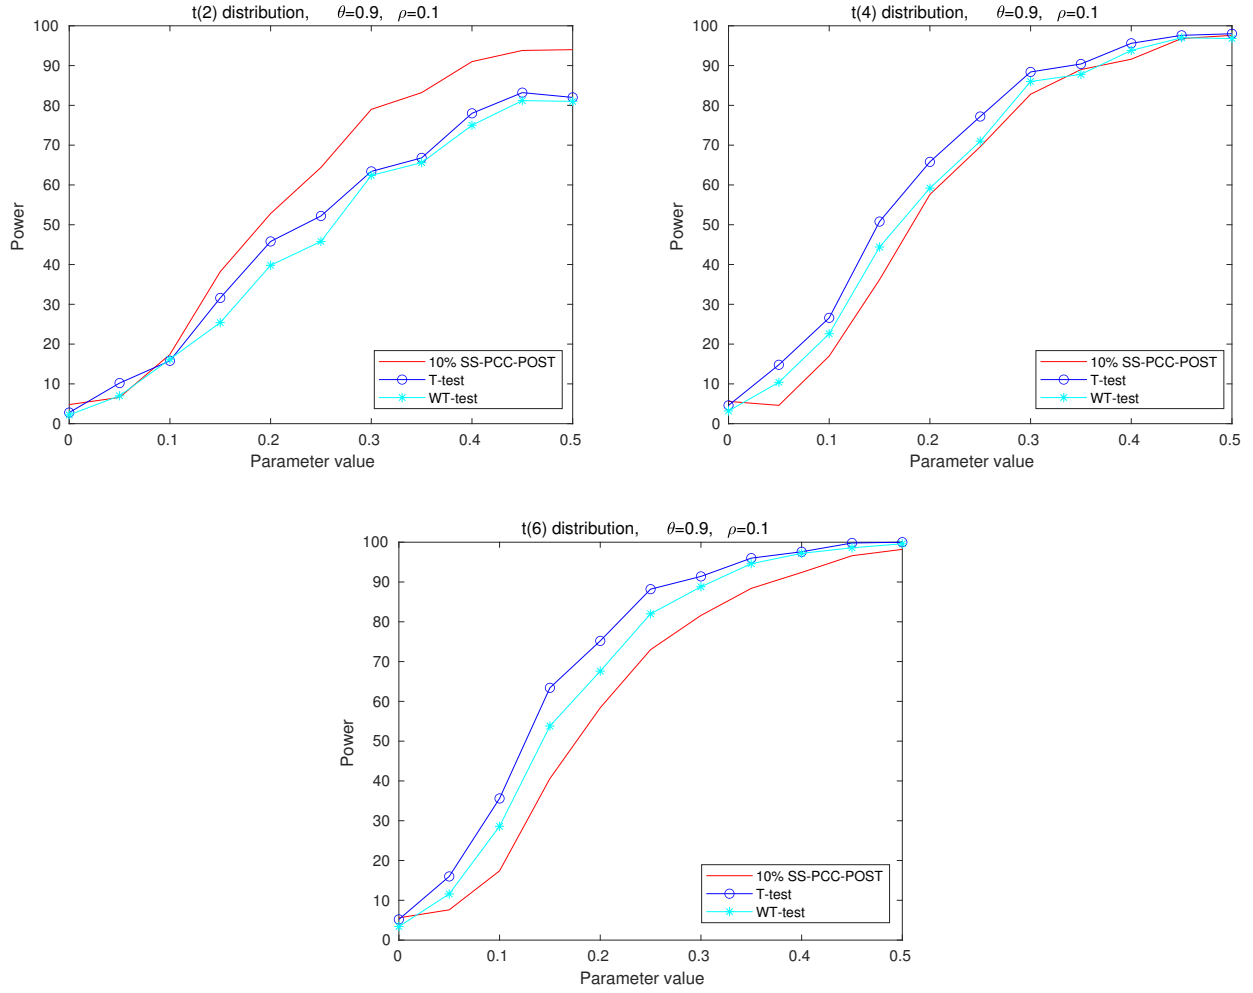 t(2) distribution, θ=0.9, ρ=0.1
100
90
80
70
60
50
40
30
20
10
0
Power
0 0.1 0.2 0.3 0.4 0.5
Parameter value
10% SS-PCC-POST
T-test
WT-test
t(4) distribution, θ=0.9, ρ=0.1
100
90
80
70
60
50
40
30
20
10
0
Power
0 0.1 0.2 0.3 0.4 0.5
Parameter value
10% SS-PCC-POST
T-test
WT-test
t(6) distribution, θ=0.9, ρ=0.1
100
90
80
70
60
50
40
30
20
10
0
Power
0 0.1 0.2 0.3 0.4 0.5
Parameter value
10% SS-PCC-POST
T-test
WT-test